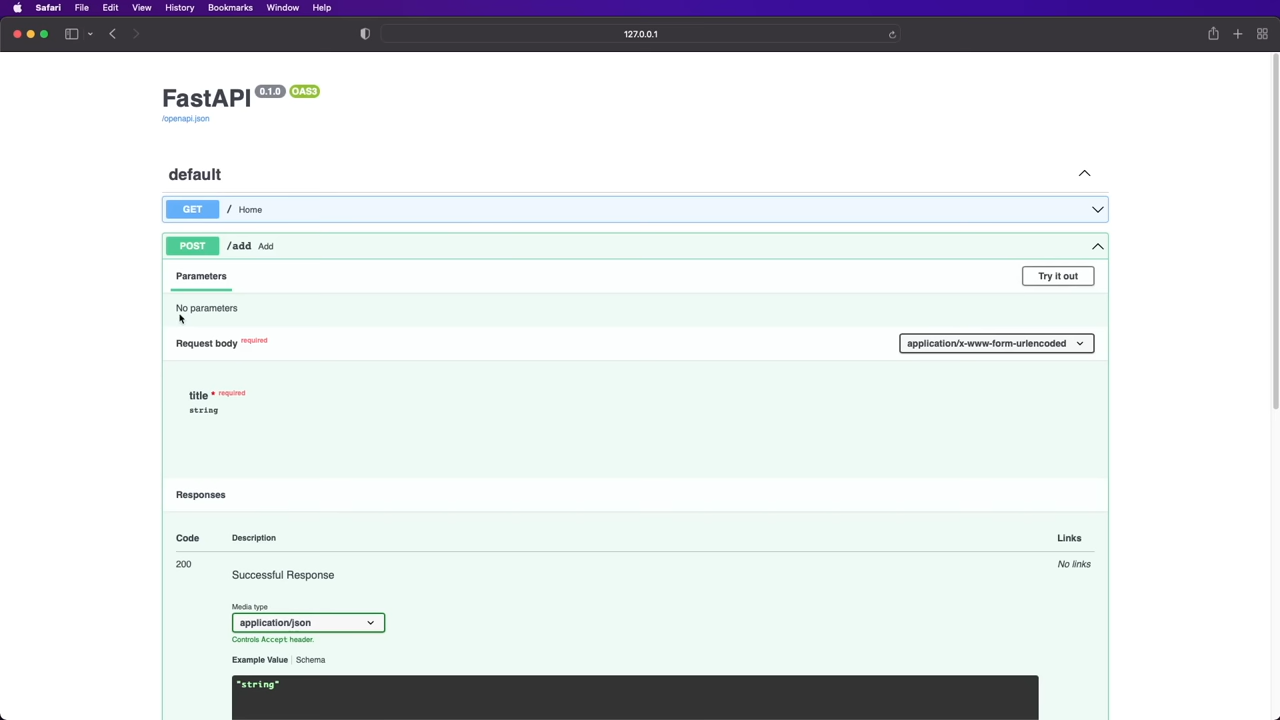 Safari File Edit View History Bookmarks Window Help
127.0.0.1
FastAPI 0.1.0 OAS3
/openapi.json
default
GET / Home
POST /add Add
Parameters
Try it out
No parameters
Request body required
application/x-www-form-urlencoded
title * required
string
Responses
Code Description Links
200 Successful Response No links
Media type
application/json
Controls Accept header.
Example Value | Schema
"string"